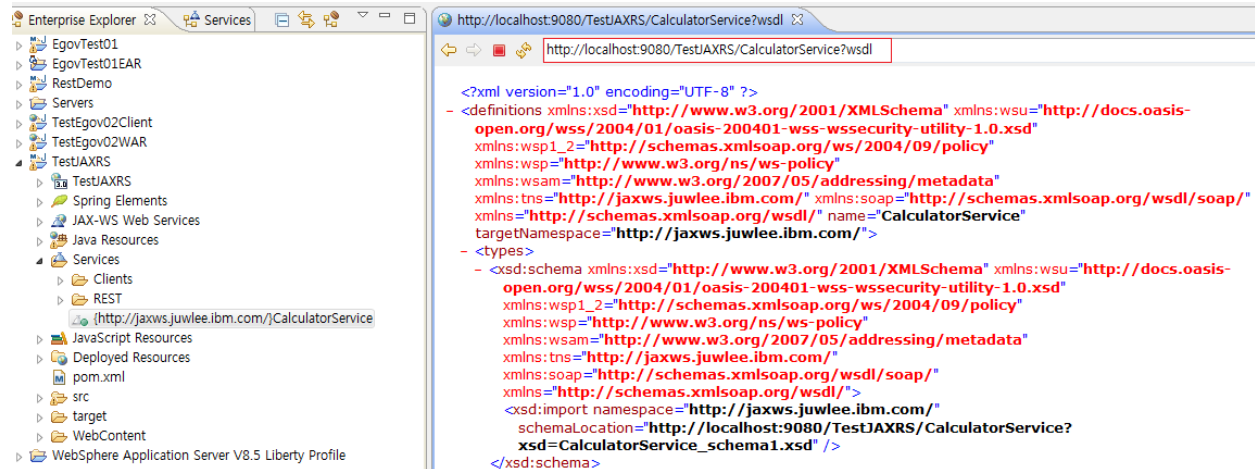 Enterprise Explorer
Services
EgovTest01
EgovTest01EAR
RestDemo
Servers
TestEgov02Client
TestEgov02WAR
TestJAXRS
TestJAXRS
Spring Elements
JAX-WS Web Services
Java Resources
Services
Clients
REST
{http://jaxws.juwlee.ibm.com/}CalculatorService
JavaScript Resources
Deployed Resources
pom.xml
src
target
WebContent
WebSphere Application Server V8.5 Liberty Profile
http://localhost:9080/TestJAXRS/CalculatorService?wsdl
http://localhost:9080/TestJAXRS/CalculatorService?wsdl
<?xml version="1.0" encoding="UTF-8" ?>
- <definitions xmlns:xsd="http://www.w3.org/2001/XMLSchema" xmlns:wsu="http://docs.oasis-
open.org/wss/2004/01/oasis-200401-wss-wssecurity-utility-1.0.xsd"
xmlns:wsp1_2="http://schemas.xmlsoap.org/ws/2004/09/policy"
xmlns:wsp="http://www.w3.org/ns/ws-policy"
xmlns:wsam="http://www.w3.org/2007/05/addressing/metadata"
xmlns:tns="http://jaxws.juwlee.ibm.com/" xmlns:soap="http://schemas.xmlsoap.org/wsdl/soap/"
xmlns="http://schemas.xmlsoap.org/wsdl/" name="CalculatorService"
targetNamespace="http://jaxws.juwlee.ibm.com/">
- <types>
- <xsd:schema xmlns:xsd="http://www.w3.org/2001/XMLSchema" xmlns:wsu="http://docs.oasis-
open.org/wss/2004/01/oasis-200401-wss-wssecurity-utility-1.0.xsd"
xmlns:wsp1_2="http://schemas.xmlsoap.org/ws/2004/09/policy"
xmlns:wsp="http://www.w3.org/ns/ws-policy"
xmlns:wsam="http://www.w3.org/2007/05/addressing/metadata"
xmlns:tns="http://jaxws.juwlee.ibm.com/"
xmlns:soap="http://schemas.xmlsoap.org/wsdl/soap/"
xmlns="http://schemas.xmlsoap.org/wsdl/">
<xsd:import namespace="http://jaxws.juwlee.ibm.com/"
schemaLocation="http://localhost:9080/TestJAXRS/CalculatorService?
xsd=CalculatorService_schema1.xsd" />
</xsd:schema>